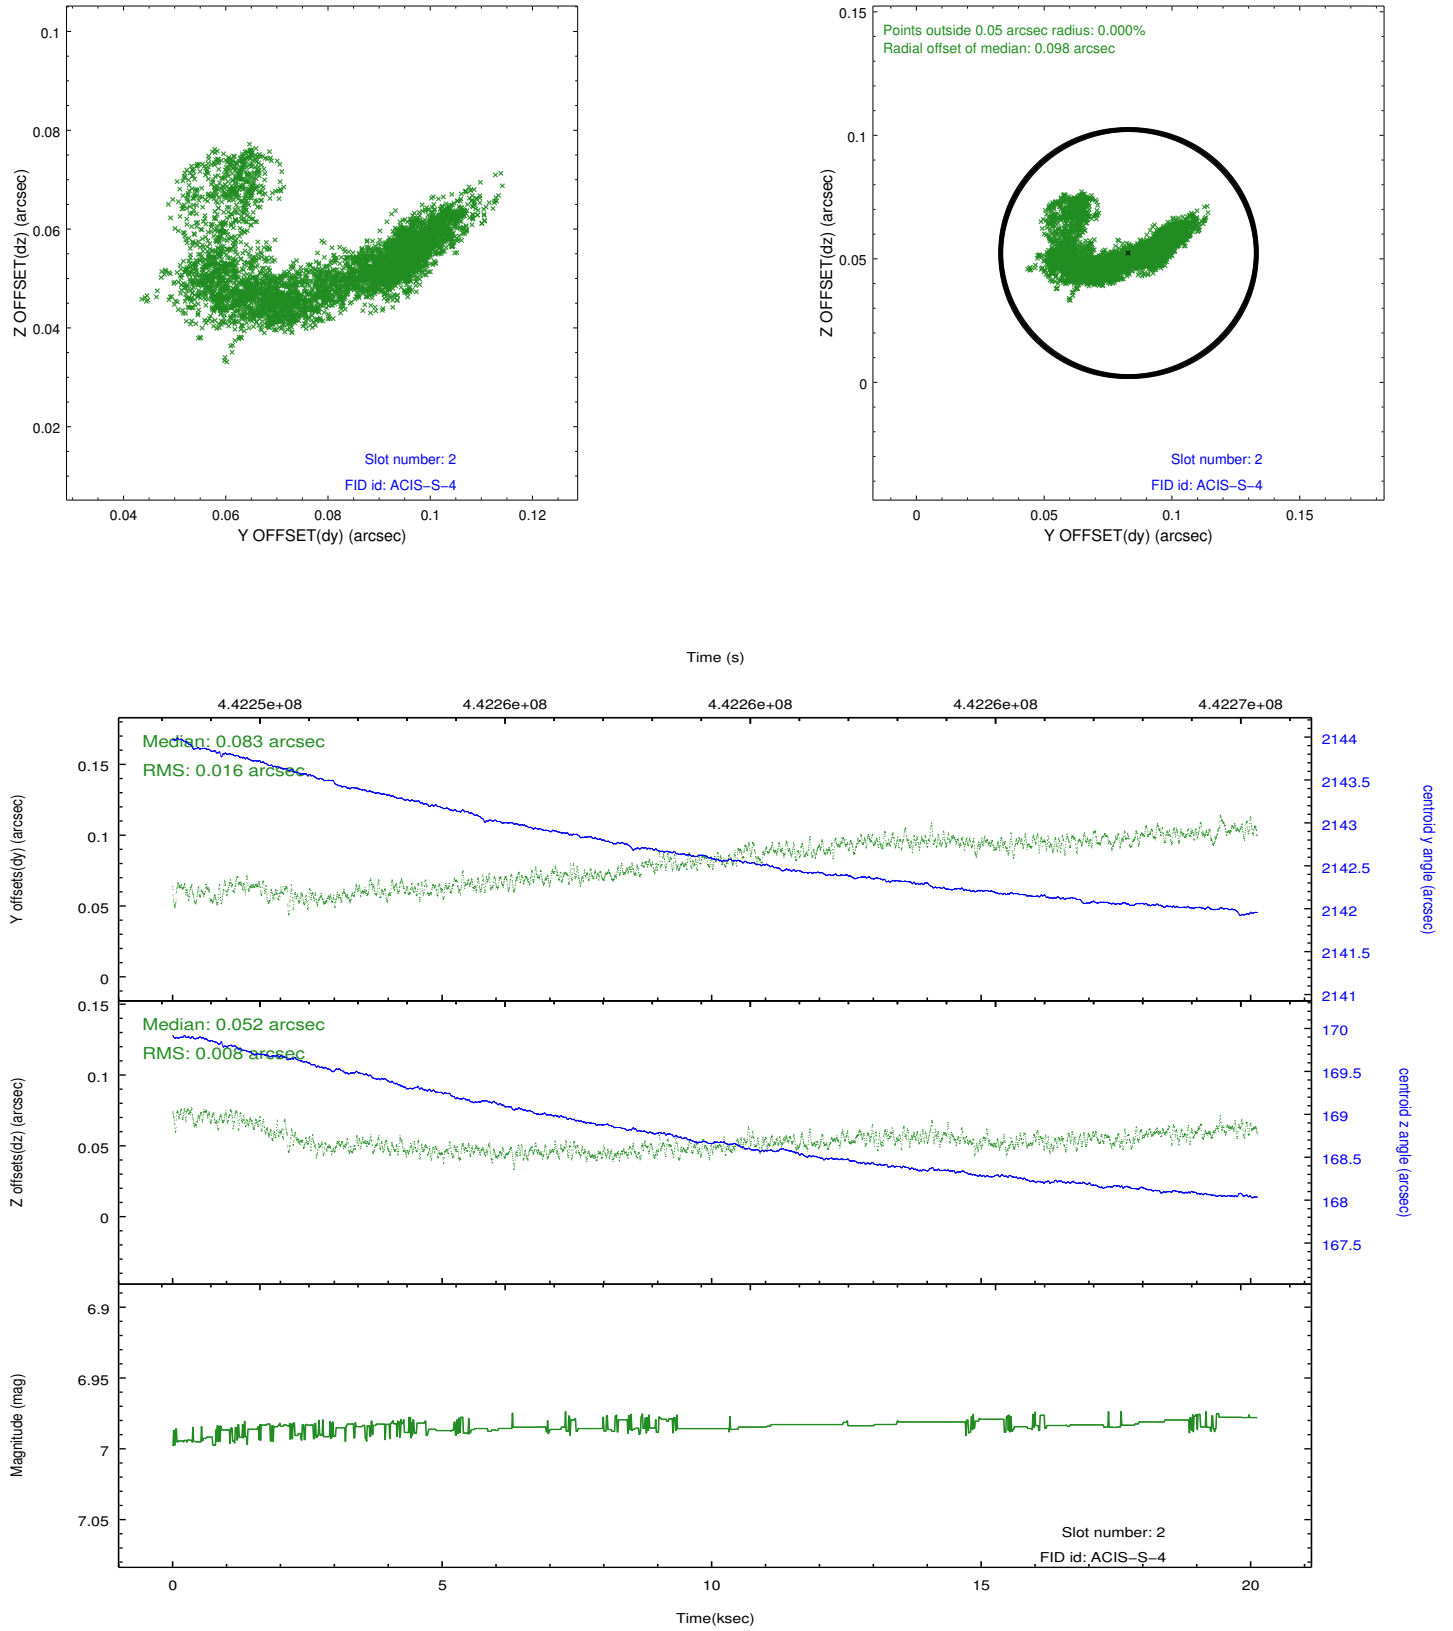 0.1
0.08
0.06
0.04
0.02
Z OFFSET(dz) (arcsec)
Slot number: 2
FID id: ACIS−S−4
0.04 0.06 0.08 0.1 0.12
Y OFFSET(dy) (arcsec)
Points outside 0.05 arcsec radius: 0.000%
Radial offset of median: 0.098 arcsec
0.15
0.1
0.05
0
Z OFFSET(dz) (arcsec)
Slot number: 2
FID id: ACIS−S−4
0 0.05 0.1 0.15
Y OFFSET(dy) (arcsec)
Time (s)
4.4225e+08 4.4226e+08 4.4226e+08 4.4226e+08 4.4227e+08
Median: 0.083 arcsec
RMS: 0.016 arcsec
0.15
0.1
0.05
0
Y offsets(dy) (arcsec)
2144
2143.5
2143
2142.5
2142
2141.5
2141
centroid y angle (arcsec)
Median: 0.052 arcsec
RMS: 0.008 arcsec
0.15
0.1
0.05
0
Z offsets(dz) (arcsec)
170
169.5
169
168.5
168
167.5
centroid z angle (arcsec)
6.9
6.95
7
7.05
Magnitude (mag)
Slot number: 2
FID id: ACIS−S−4
0 5 10 15 20
Time(ksec)